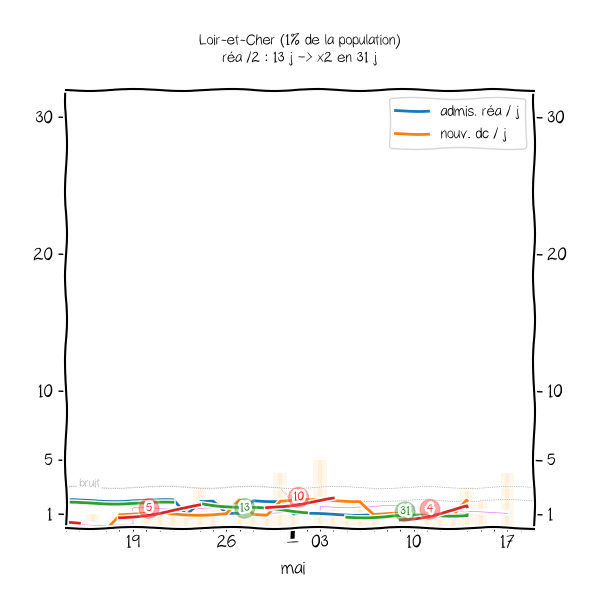 Loir-et-Cher (1% de la population)
réa /2 : 13 j -> x2 en 31 j
admis. réa / j
nouv. dc / j
30 30
20 20
10 10
5 5
bruit
1 1
5 13 10 31 4
19 26 1 03 10 17
mai